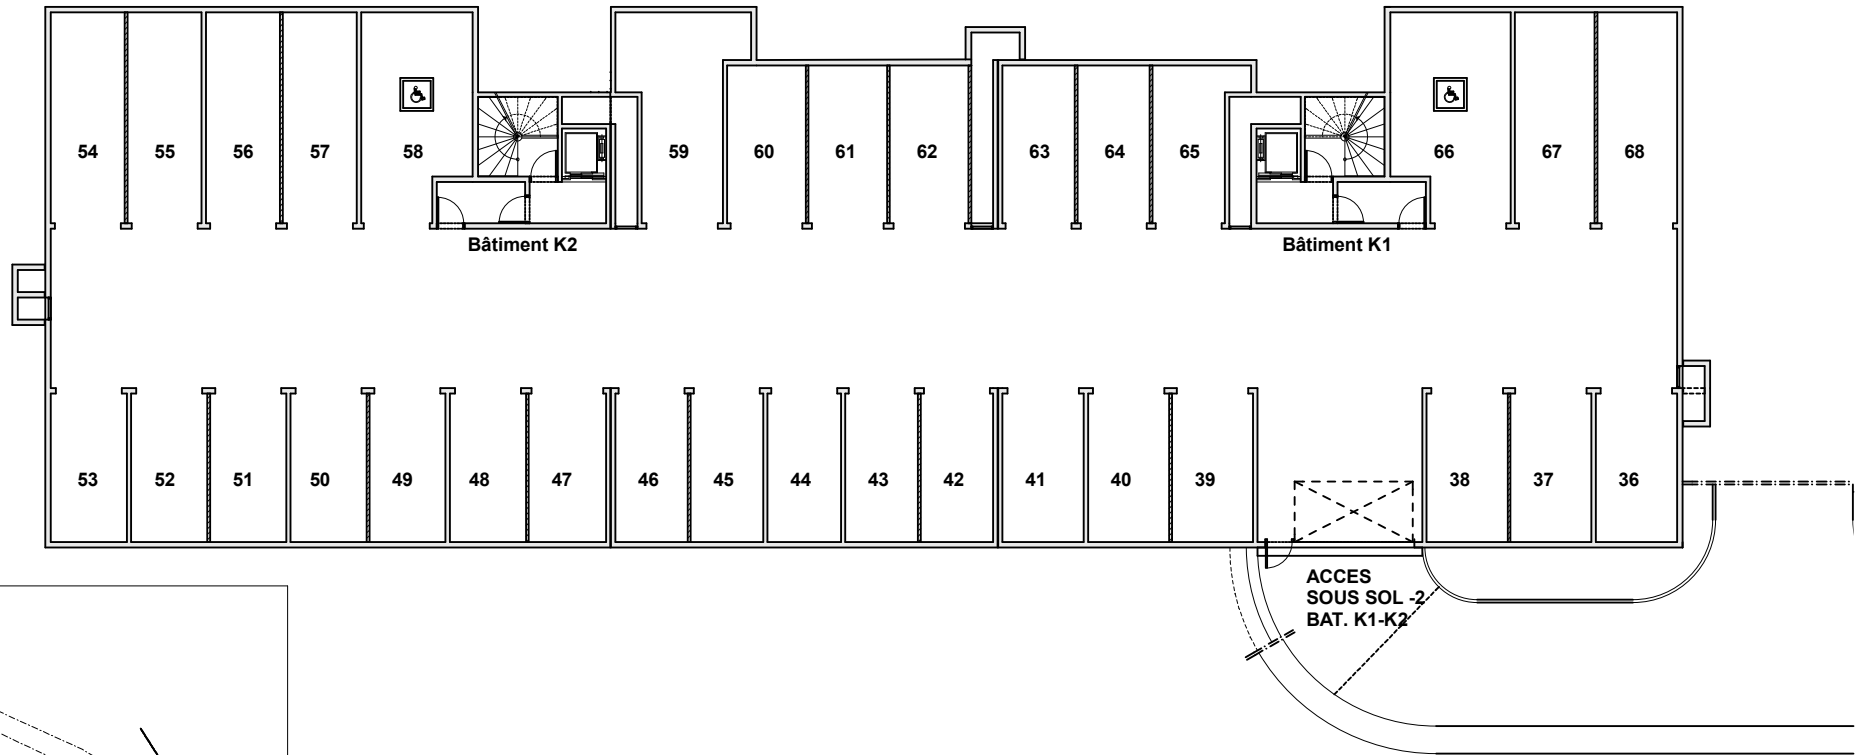 54 55 56 57 58 59 60 61 62 63 64 65 66 67 68
Bâtiment K2 Bâtiment K1
53 52 51 50 49 48 47 46 45 44 43 42 41 40 39 38 37 36
ACCES
SOUS SOL -2
BAT. K1-K2